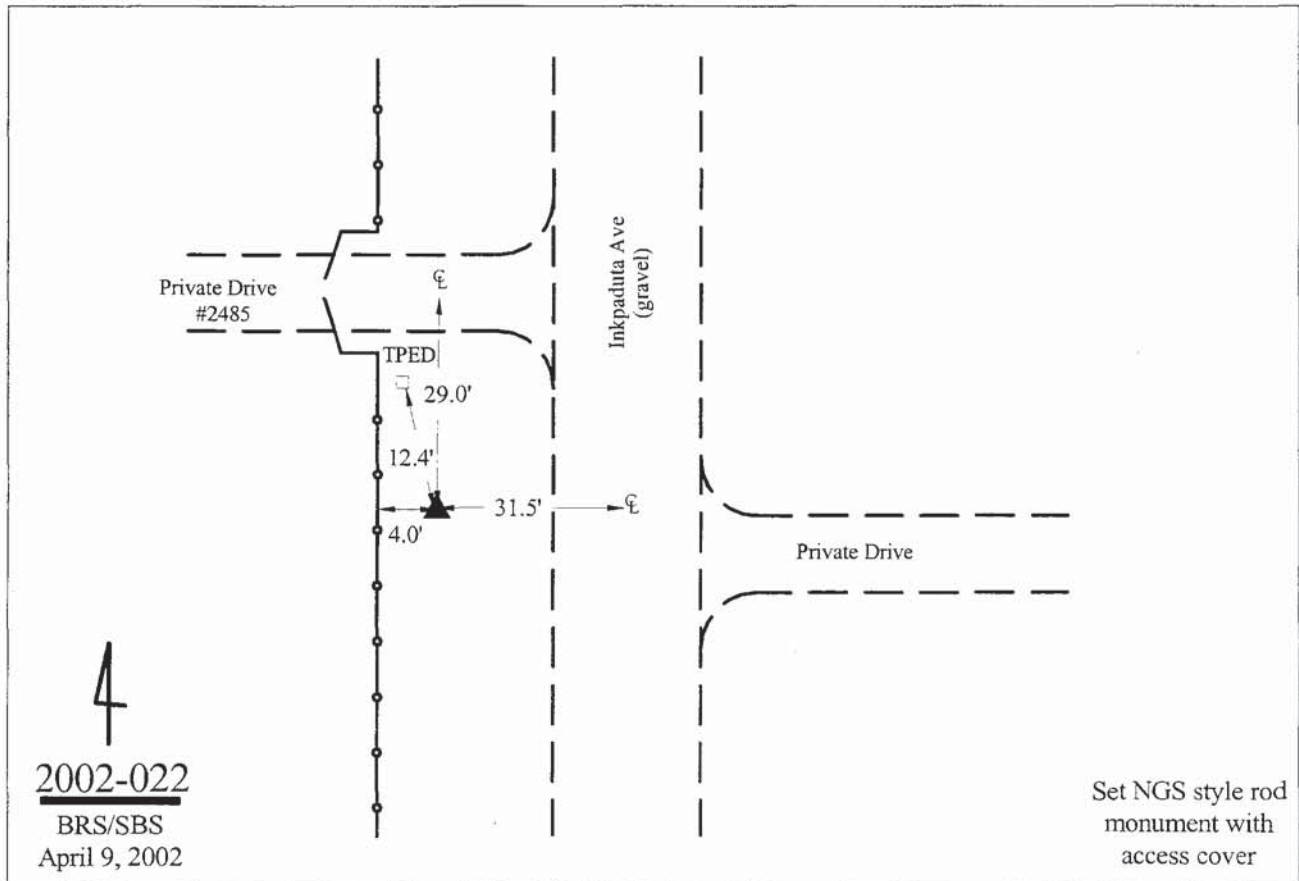 Private Drive
#2485
℄
Inkpaduta Ave
(gravel)
TPED
29.0'
12.4'
31.5'
℄
4.0'
Private Drive
2002-022
BRS/SBS
April 9, 2002
Set NGS style rod
monument with
access cover